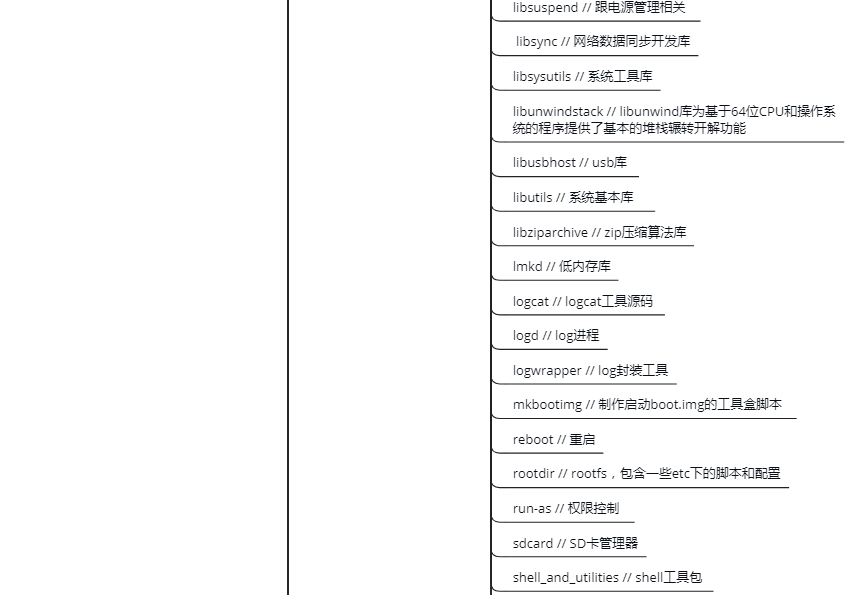 libsuspend // 跟电源管理相关
libsync // 网络数据同步开发库
libsysutils // 系统工具库
libunwindstack // libunwind库为基于64位CPU和操作系
统的程序提供了基本的堆栈辗转开解功能
libusbhost // usb库
libutils // 系统基本库
libziparchive // zip压缩算法库
lmkd // 低内存库
logcat // logcat工具源码
logd // log进程
logwrapper // log封装工具
mkbootimg // 制作启动boot.img的工具盒脚本
reboot // 重启
rootdir // rootfs，包含一些etc下的脚本和配置
run-as // 权限控制
sdcard // SD卡管理器
shell_and_utilities // shell工具包